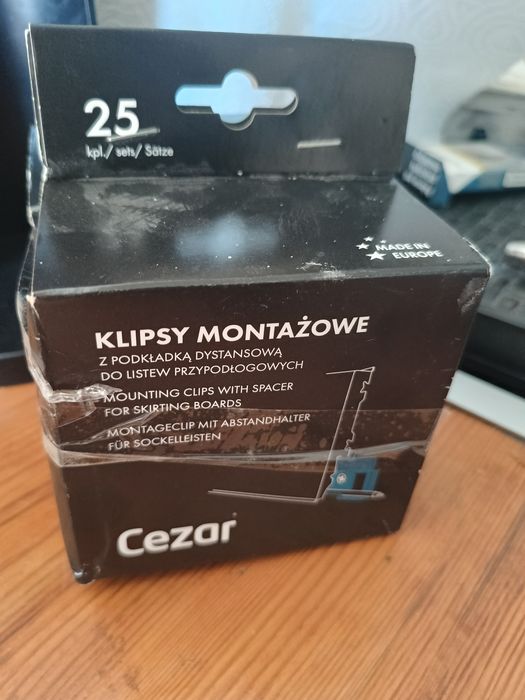 25
kpl./ sets/ Sätze
MADE IN
EUROPE
KLIPSY MONTAŻOWE
Z PODKŁADKĄ DYSTANSOWĄ
DO LISTEW PRZYPODŁOGOWYCH
MOUNTING CLIPS WITH SPACER
FOR SKIRTING BOARDS
MONTAGECLIP MIT ABSTANDHALTER
FÜR SOCKELLEISTEN
Cezar